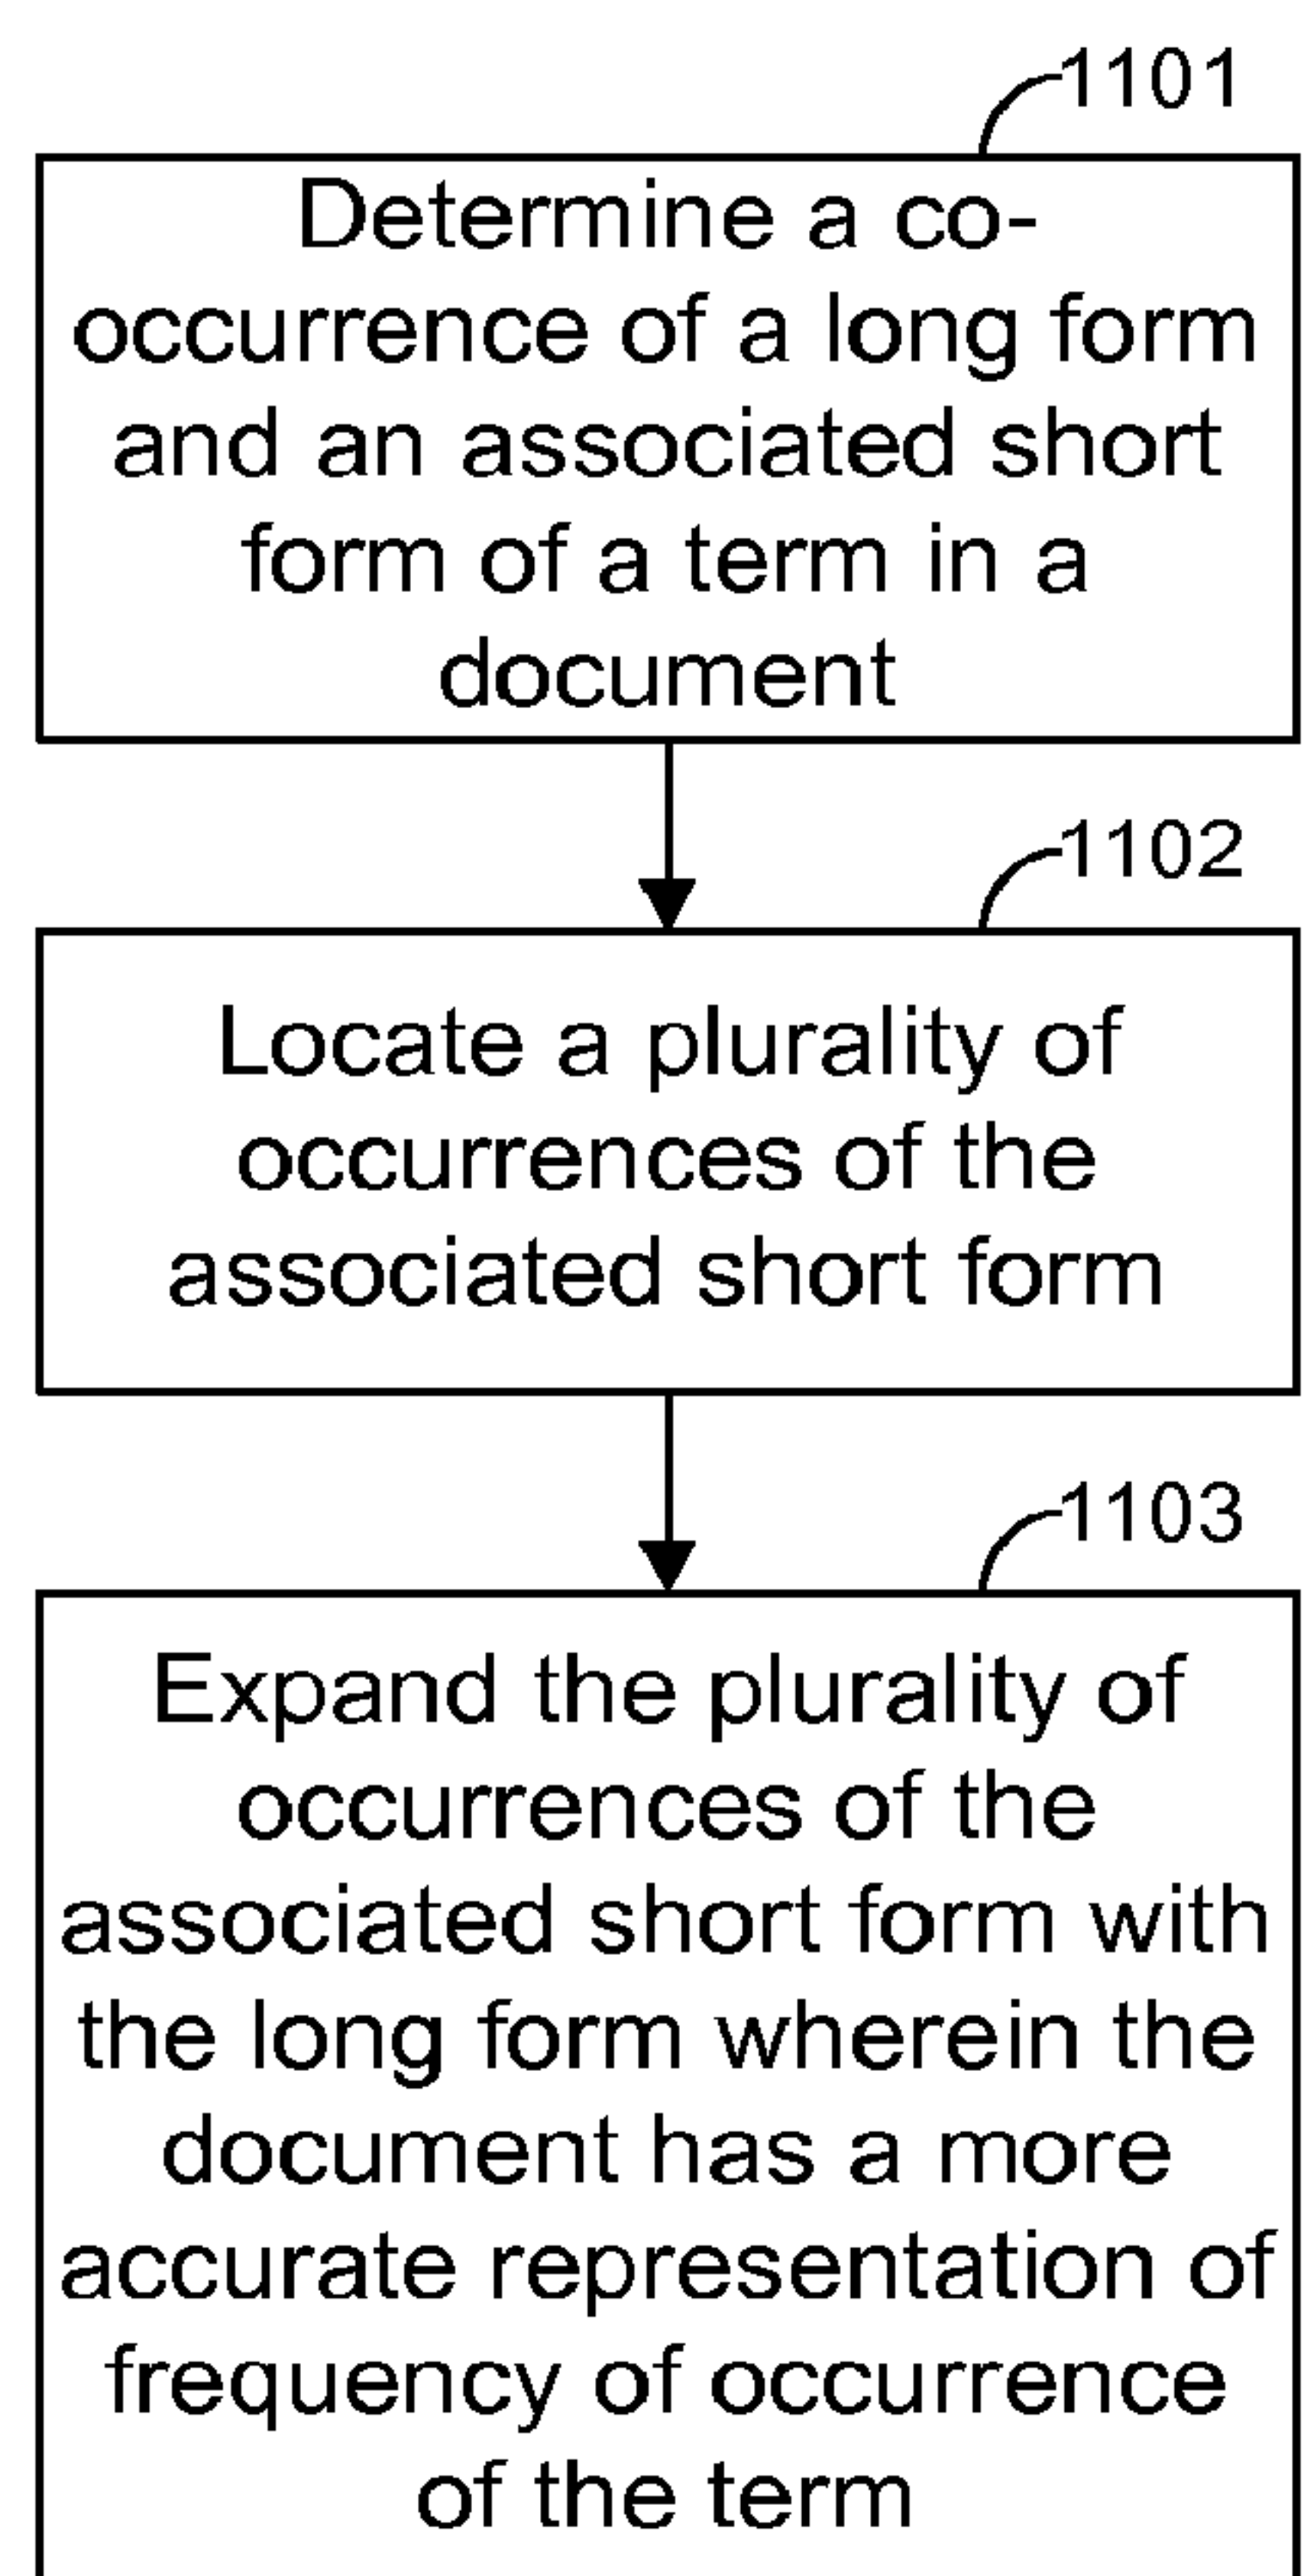 1101
Determine a co-
occurrence of a long form
and an associated short
form of a term in a
document
1102
Locate a plurality of
occurrences of the
associated short form
1103
Expand the plurality of
occurrences of the
associated short form with
the long form wherein the
document has a more
accurate representation of
frequency of occurrence
of the term